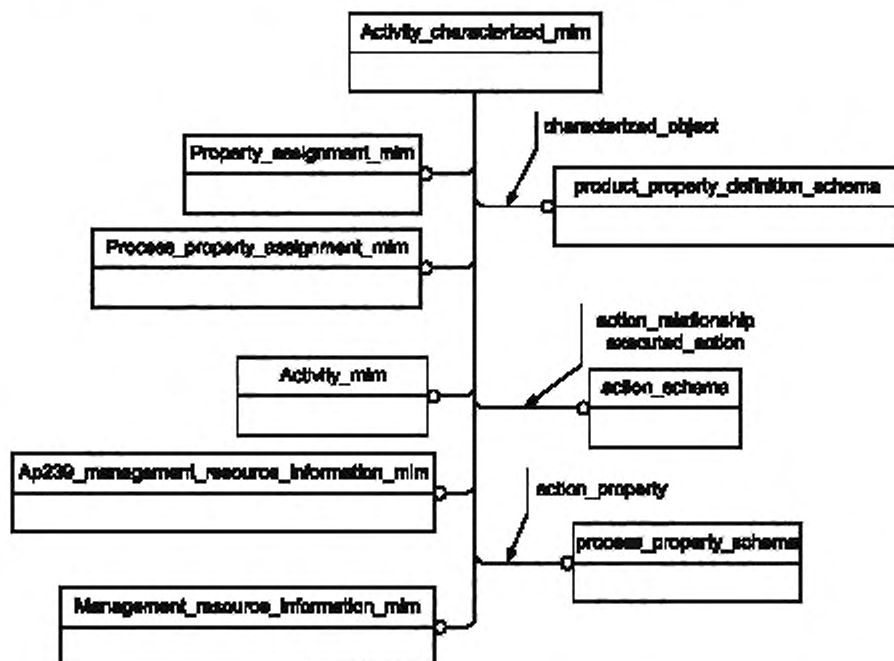 Activity_characterized_mim
characterized_object
Property_assignment_mim
product_property_definition_schema
Process_property_assignment_mim
action_relationship
executed_action
Activity_mim
action_schema
Ap239_management_resource_information_mim
action_property
process_property_schema
Management_resource_information_mim